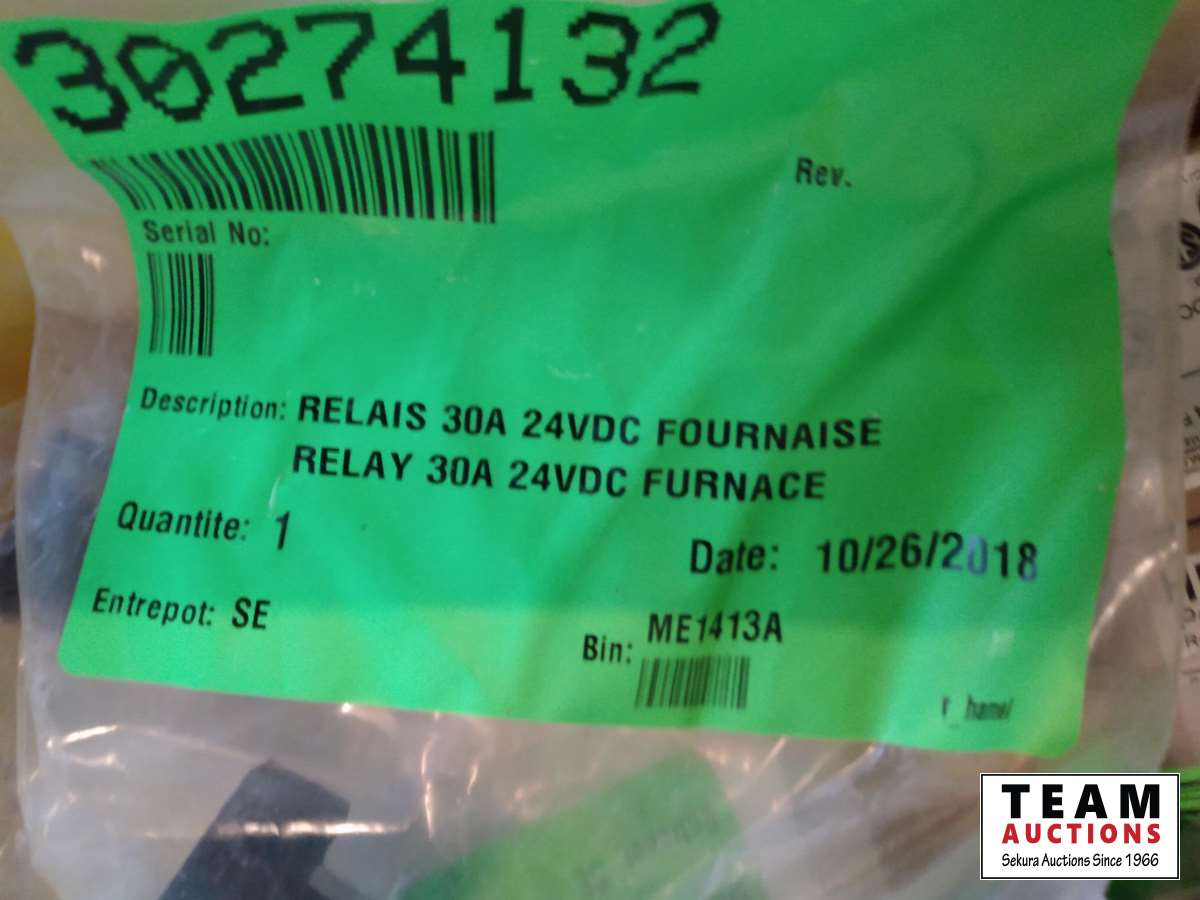 30274132
Rev.
Serial No:
Description: RELAIS 30A 24VDC FOURNAISE
RELAY 30A 24VDC FURNACE
Quantite: 1
Date: 10/26/2018
Entrepot: SE
Bin: ME1413A
TEAM
AUCTIONS
Sekura Auctions Since 1966